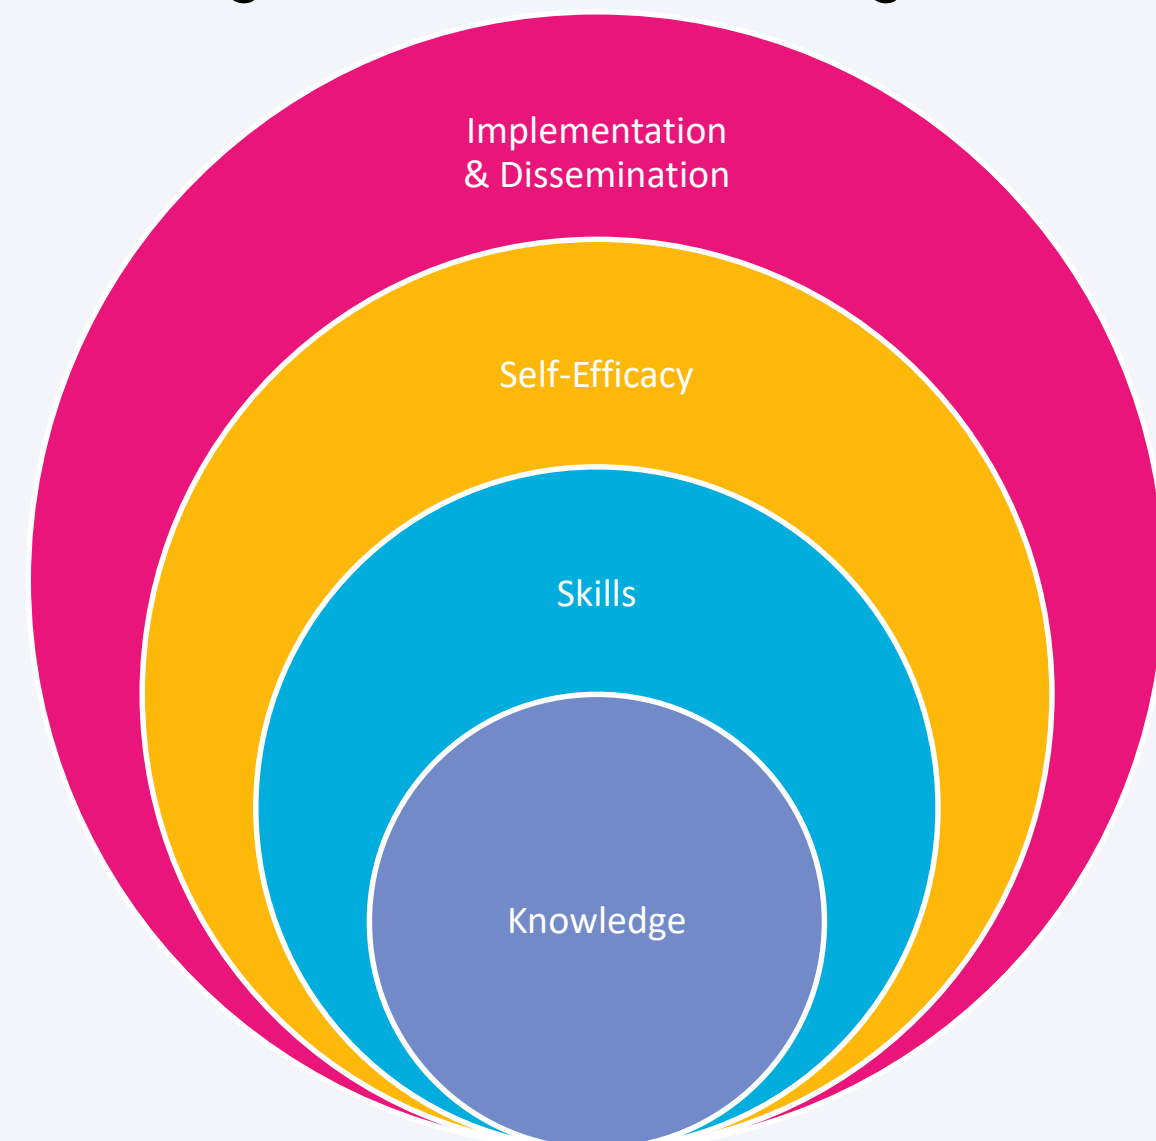 Implementation
& Dissemination
Self-Efficacy
Skills
Knowledge